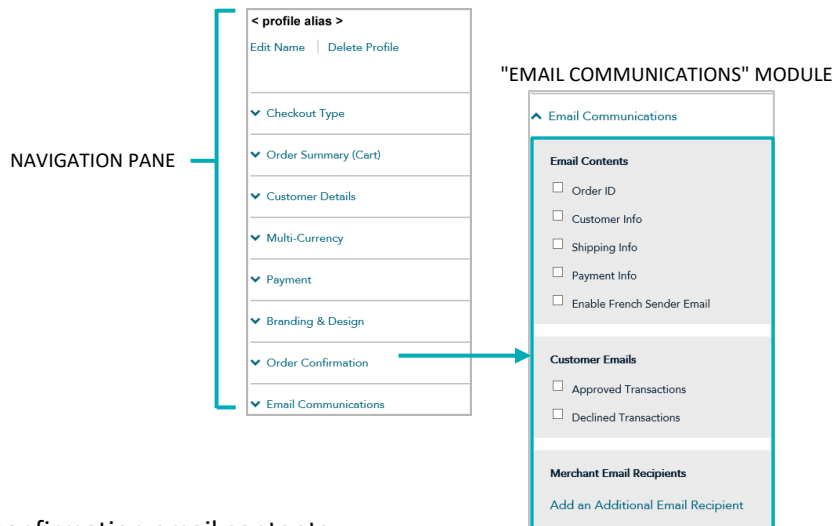 < profile alias >
Edit Name | Delete Profile
Checkout Type
Order Summary (Cart)
Customer Details
Multi-Currency
Payment
Branding & Design
Order Confirmation
Email Communications
NAVIGATION PANE
"EMAIL COMMUNICATIONS" MODULE
Email Communications
Email Contents
Order ID
Customer Info
Shipping Info
Payment Info
Enable French Sender Email
Customer Emails
Approved Transactions
Declined Transactions
Merchant Email Recipients
Add an Additional Email Recipient